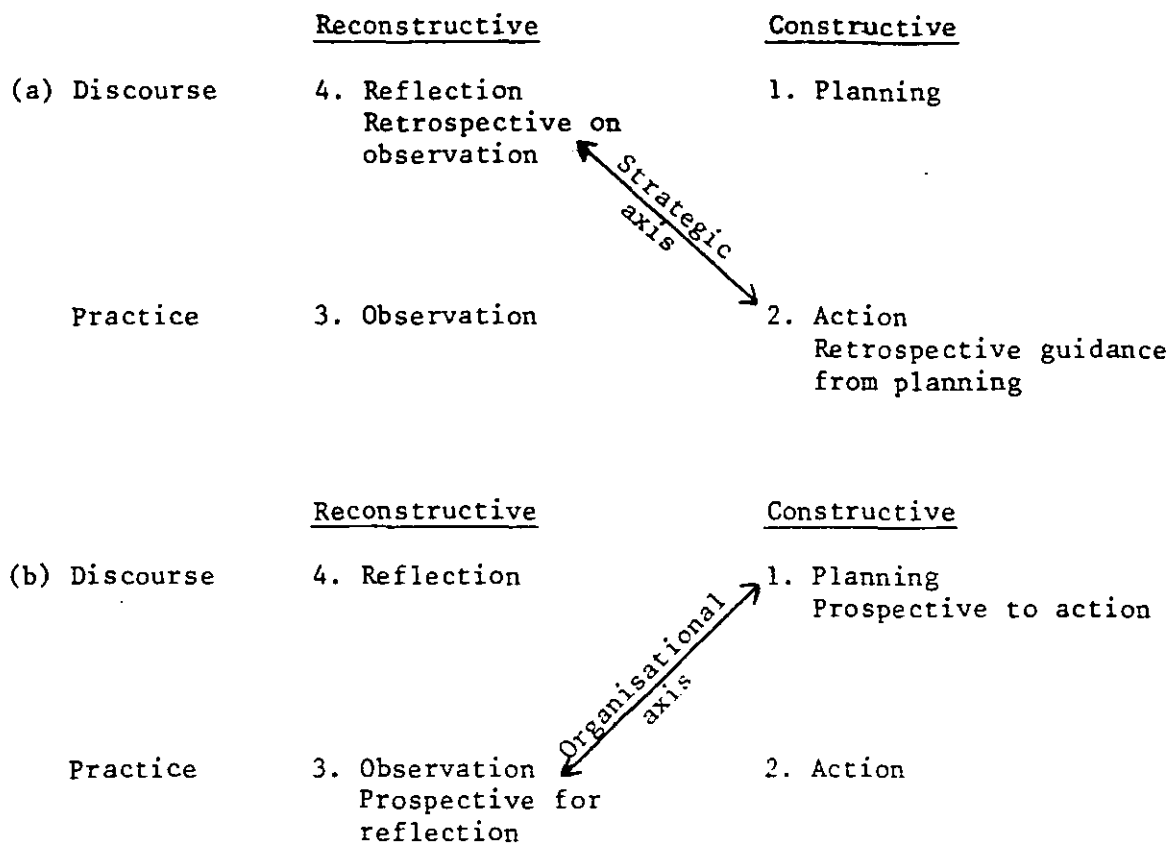 Reconstructive Constructive
(a) Discourse 4. Reflection 1. Planning
Retrospective on
observation
Strategic
axis
Practice 3. Observation 2. Action
Retrospective guidance
from planning
Reconstructive Constructive
(b) Discourse 4. Reflection 1. Planning
Prospective to action
Organisational
axis
Practice 3. Observation 2. Action
Prospective for
reflection